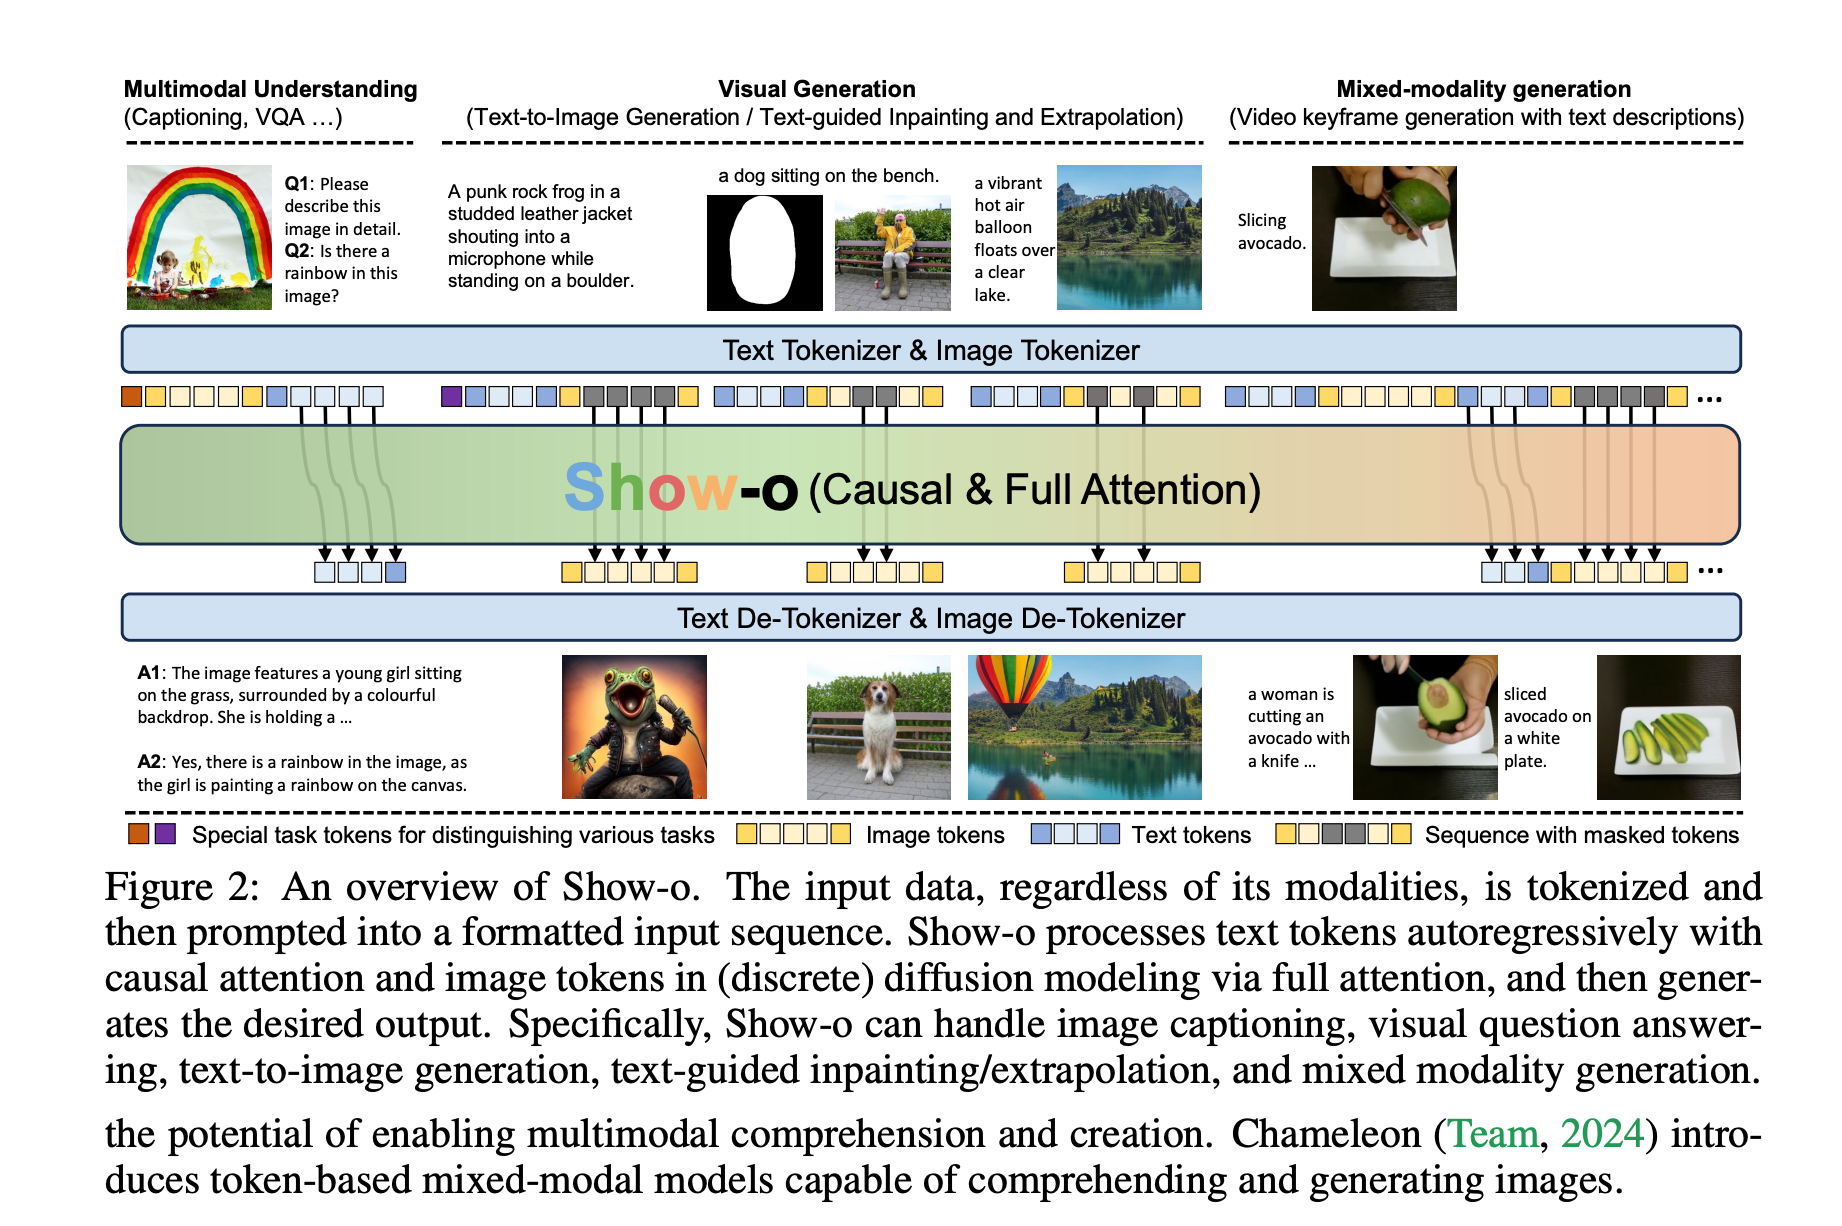 Multimodal Understanding
(Captioning, VQA …)
Visual Generation
(Text-to-Image Generation / Text-guided Inpainting and Extrapolation)
Mixed-modality generation
(Video keyframe generation with text descriptions)
Q1: Please
describe this
image in detail.
Q2: Is there a
rainbow in this
image?
A punk rock frog in a
studded leather jacket
shouting into a
microphone while
standing on a boulder.
a dog sitting on the bench.
a vibrant
hot air
balloon
floats over
a clear
lake.
Slicing
avocado.
Text Tokenizer & Image Tokenizer
...
Show-o (Causal & Full Attention)
...
Text De-Tokenizer & Image De-Tokenizer
A1: The image features a young girl sitting
on the grass, surrounded by a colourful
backdrop. She is holding a ...
A2: Yes, there is a rainbow in the image, as
the girl is painting a rainbow on the canvas.
a woman is
cutting an
avocado with
a knife ...
sliced
avocado on
a white
plate.
Special task tokens for distinguishing various tasks
Image tokens
Text tokens
Sequence with masked tokens
Figure 2: An overview of Show-o. The input data, regardless of its modalities, is tokenized and
then prompted into a formatted input sequence. Show-o processes text tokens autoregressively with
causal attention and image tokens in (discrete) diffusion modeling via full attention, and then gener-
ates the desired output. Specifically, Show-o can handle image captioning, visual question answer-
ing, text-to-image generation, text-guided inpainting/extrapolation, and mixed modality generation.
the potential of enabling multimodal comprehension and creation. Chameleon (Team, 2024) intro-
duces token-based mixed-modal models capable of comprehending and generating images.